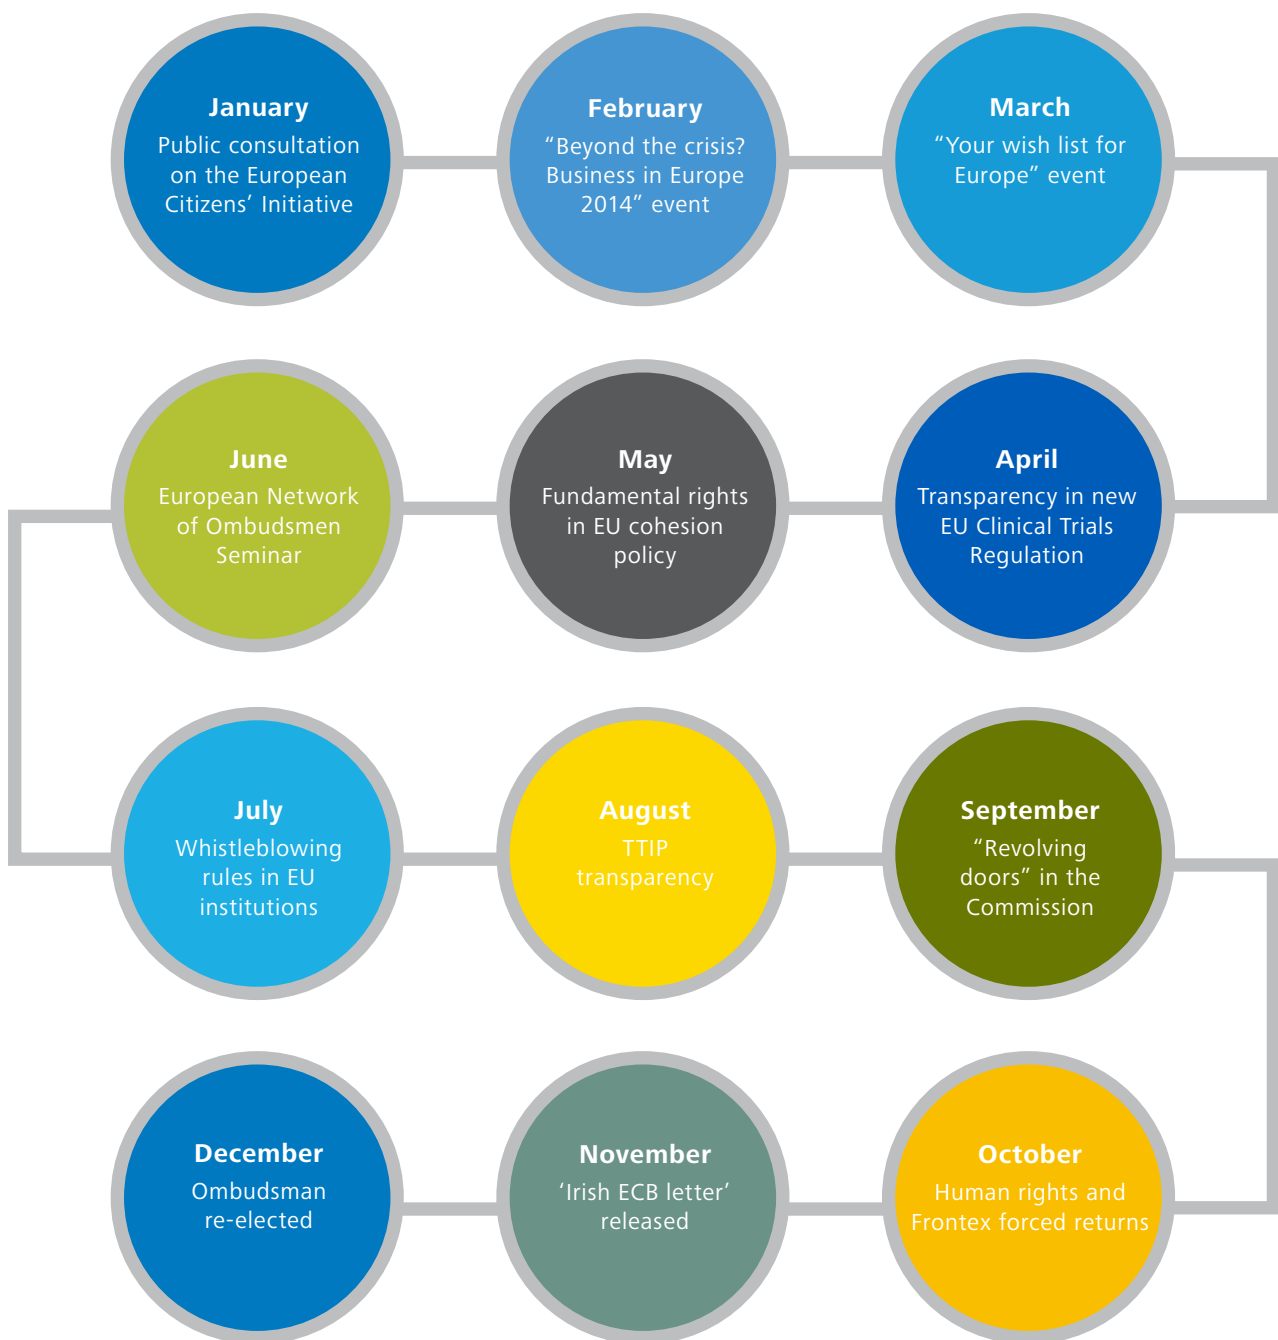 January
Public consultation
on the European
Citizens’ Initiative
February
“Beyond the crisis?
Business in Europe
2014” event
March
“Your wish list for
Europe” event
April
Transparency in new
EU Clinical Trials
Regulation
May
Fundamental rights
in EU cohesion
policy
June
European Network
of Ombudsmen
Seminar
July
Whistleblowing
rules in EU
institutions
August
TTIP
transparency
September
“Revolving
doors” in the
Commission
October
Human rights and
Frontex forced returns
November
‘Irish ECB letter’
released
December
Ombudsman
re-elected